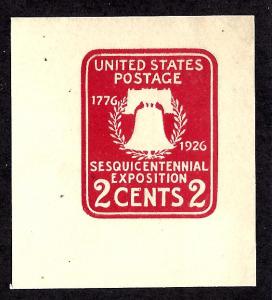 UNITED STATES
POSTAGE
1776
1926
SESQUICENTENNIAL
EXPOSITION
2 CENTS 2